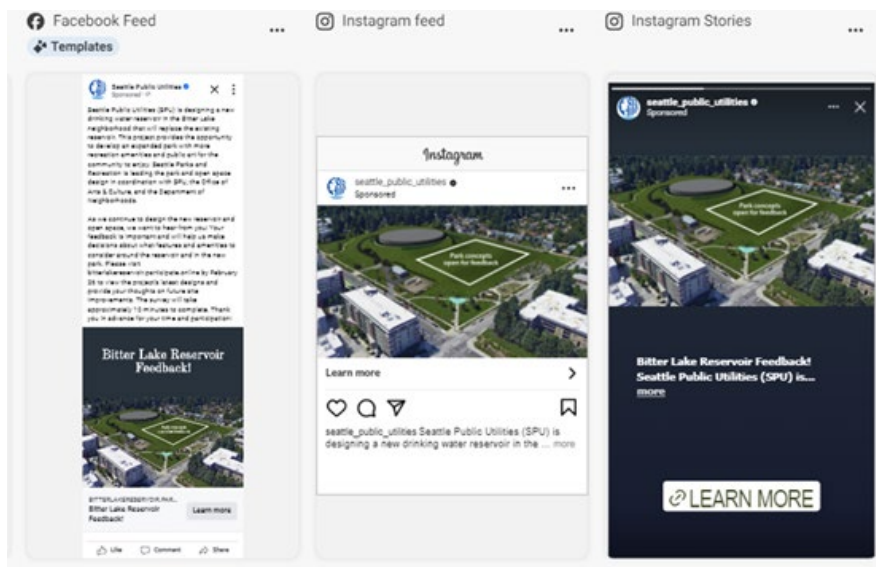 Facebook Feed
Templates
Seattle Public Utilities
Sponsored
Seattle Public Utilities (SPU) is designing a new
drinking water reservoir in the Bitter Lake
neighborhood that will replace the existing
reservoir. This project provides the opportunity
to develop an expanded park with more
recreation amenities and public art for the
community to enjoy. Seattle Parks and
Recreation is leading the park and open space
design in coordination with SPU, the Office of
Arts & Culture, and the Department of
Neighborhoods.
As we continue to design the new reservoir and
open space, we want to hear from you! Your
feedback is important and will help us make
decisions about what features and amenities to
consider around the reservoir and in the new
park. Please visit
bitterlakereservoir.participate.online by February
to view the project's latest designs and
provide your thoughts on future site
improvements. The survey will take
approximately minutes to complete. Thank
you in advance for your time and participation!
Bitter Lake Reservoir
Feedback!
BITTERLAKERESERVOIR.PAR...
Bitter Lake Reservoir
Feedback!
Learn more
Like
Comment
Share
Instagram feed
Instagram
seattle_public_utilities
Sponsored
Park concepts
open for feedback
Learn more
seattle_public_utilities Seattle Public Utilities (SPU) is
designing a new drinking water reservoir in the ... more
Instagram Stories
seattle_public_utilities
Sponsored
Park concepts
open for feedback
Bitter Lake Reservoir Feedback!
Seattle Public Utilities (SPU) is...
more
LEARN MORE